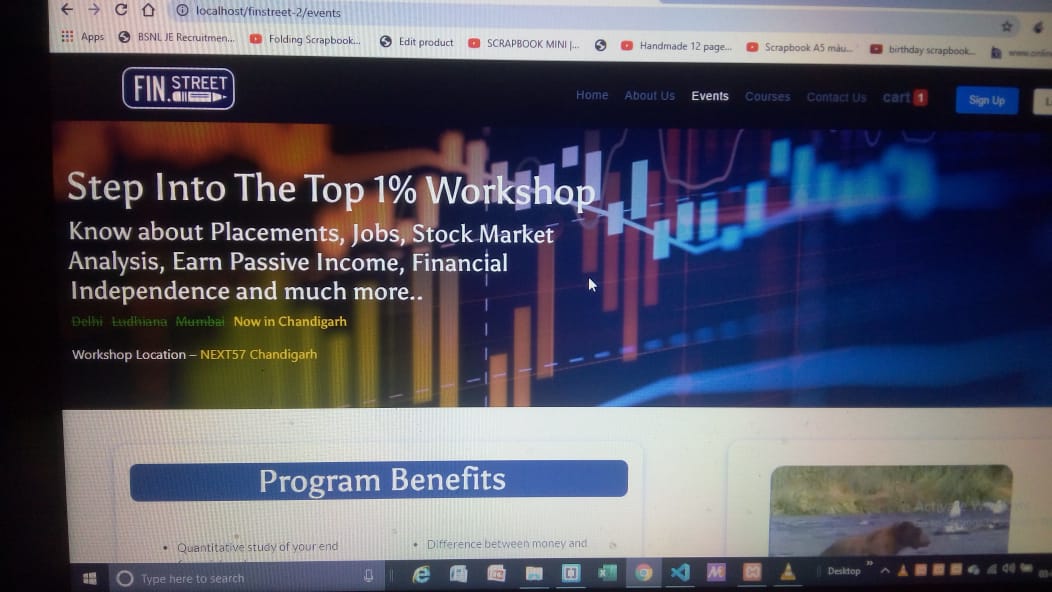 localhost/finstreet-2/events
Apps BSNL JE Recruitmen... Folding Scrapbook... Edit product SCRAPBOOK MINI |... Handmade 12 page... Scrapbook A5 màu... birthday scrapbook...
FIN.STREET
Home About Us Events Courses Contact Us cart 1 Sign Up
Step Into The Top 1% Workshop
Know about Placements, Jobs, Stock Market
Analysis, Earn Passive Income, Financial
Independence and much more..
Delhi Ludhiana Mumbai Now in Chandigarh
Workshop Location – NEXT57 Chandigarh
Program Benefits
• Quantitative study of your end
• Difference between money and
Type here to search
Desktop